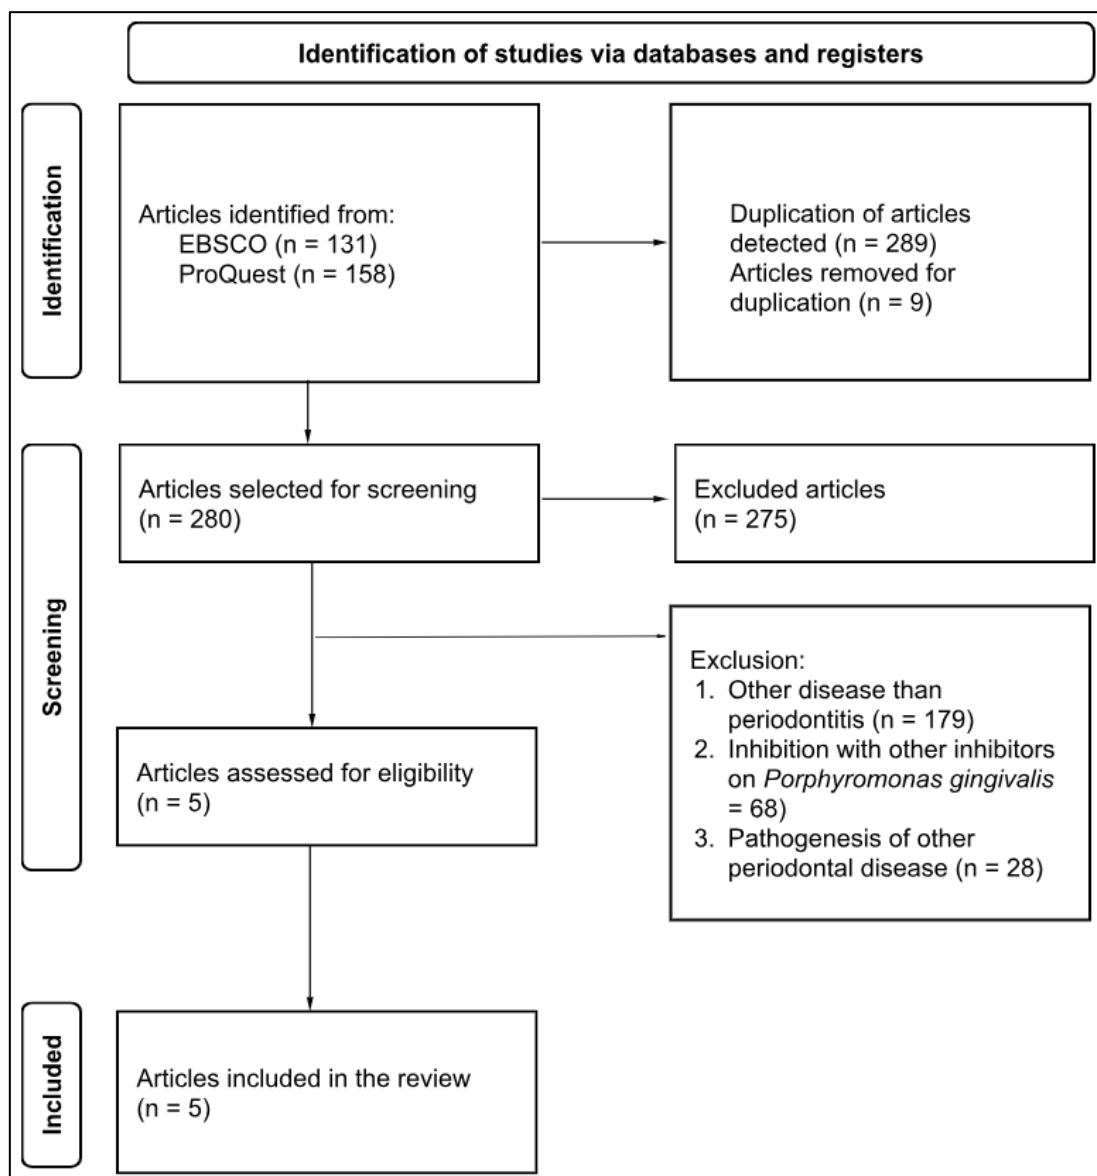 Identification of studies via databases and registers
Identification
Articles identified from:
EBSCO (n = 131)
ProQuest (n = 158)
Duplication of articles
detected (n = 289)
Articles removed for
duplication (n = 9)
Screening
Articles selected for screening
(n = 280)
Excluded articles
(n = 275)
Exclusion:
1. Other disease than
periodontitis (n = 179)
2. Inhibition with other inhibitors
on Porphyromonas gingivalis
= 68)
3. Pathogenesis of other
periodontal disease (n = 28)
Articles assessed for eligibility
(n = 5)
Included
Articles included in the review
(n = 5)